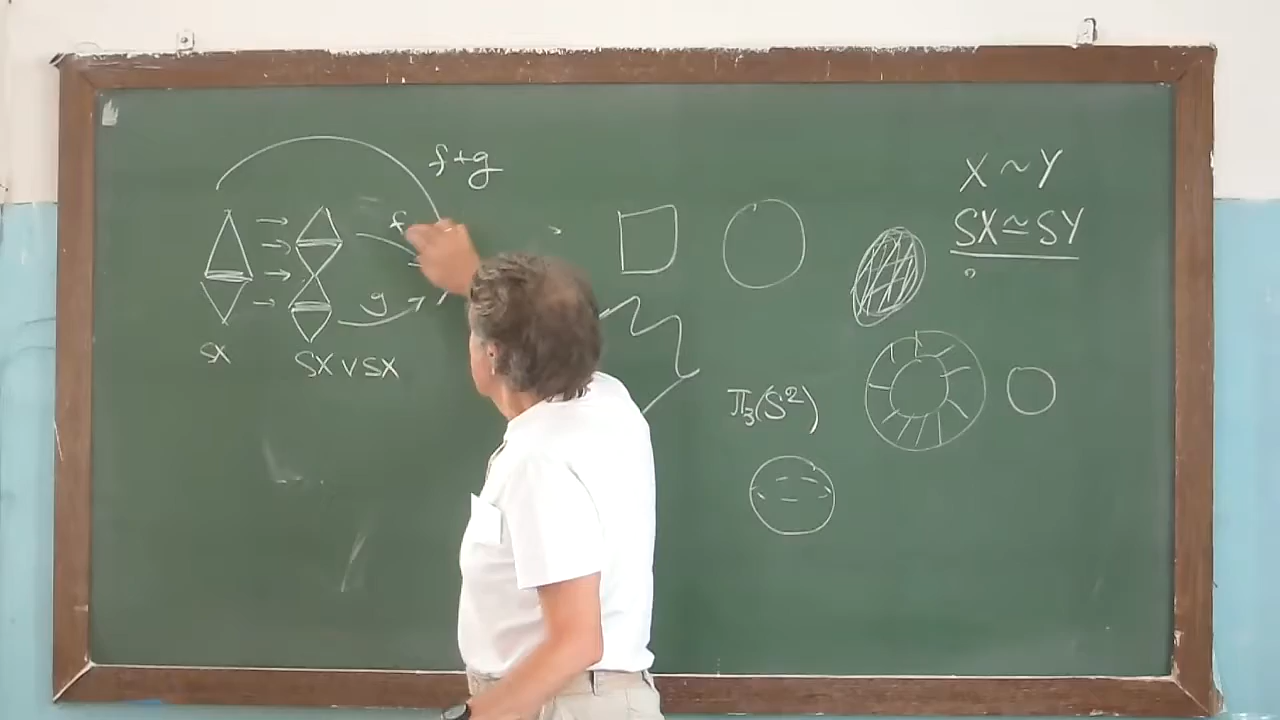 f+g
f
g
SX
SX ∨ SX
π₃(S²)
X ~ Y
SX ≃ SY